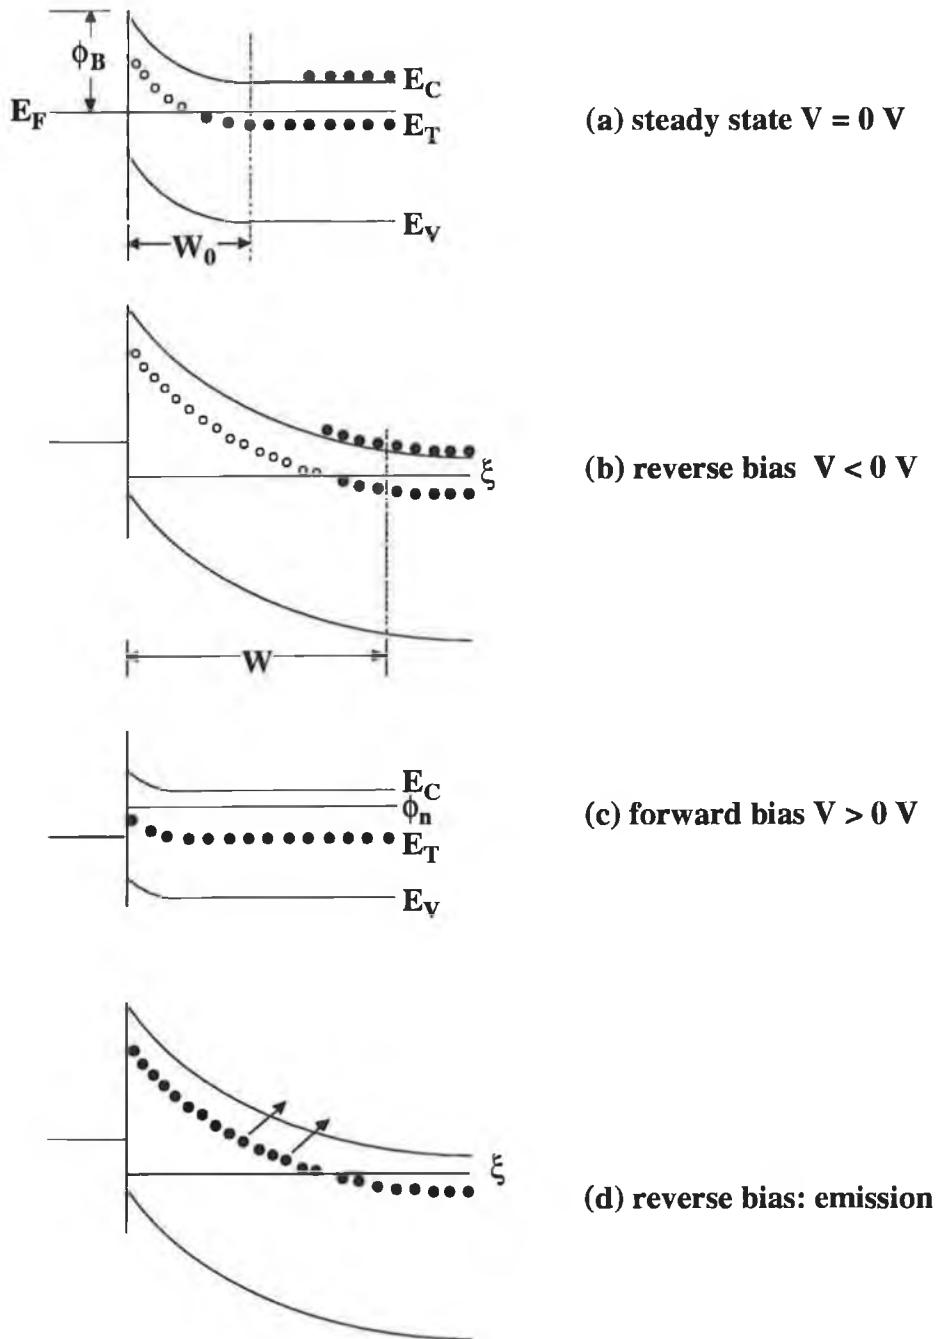 ϕB
EF
EC
ET
EV
W0
(a) steady state V = 0 V
ξ
W
(b) reverse bias V < 0 V
EC
ϕn
ET
EV
(c) forward bias V > 0 V
ξ
(d) reverse bias: emission